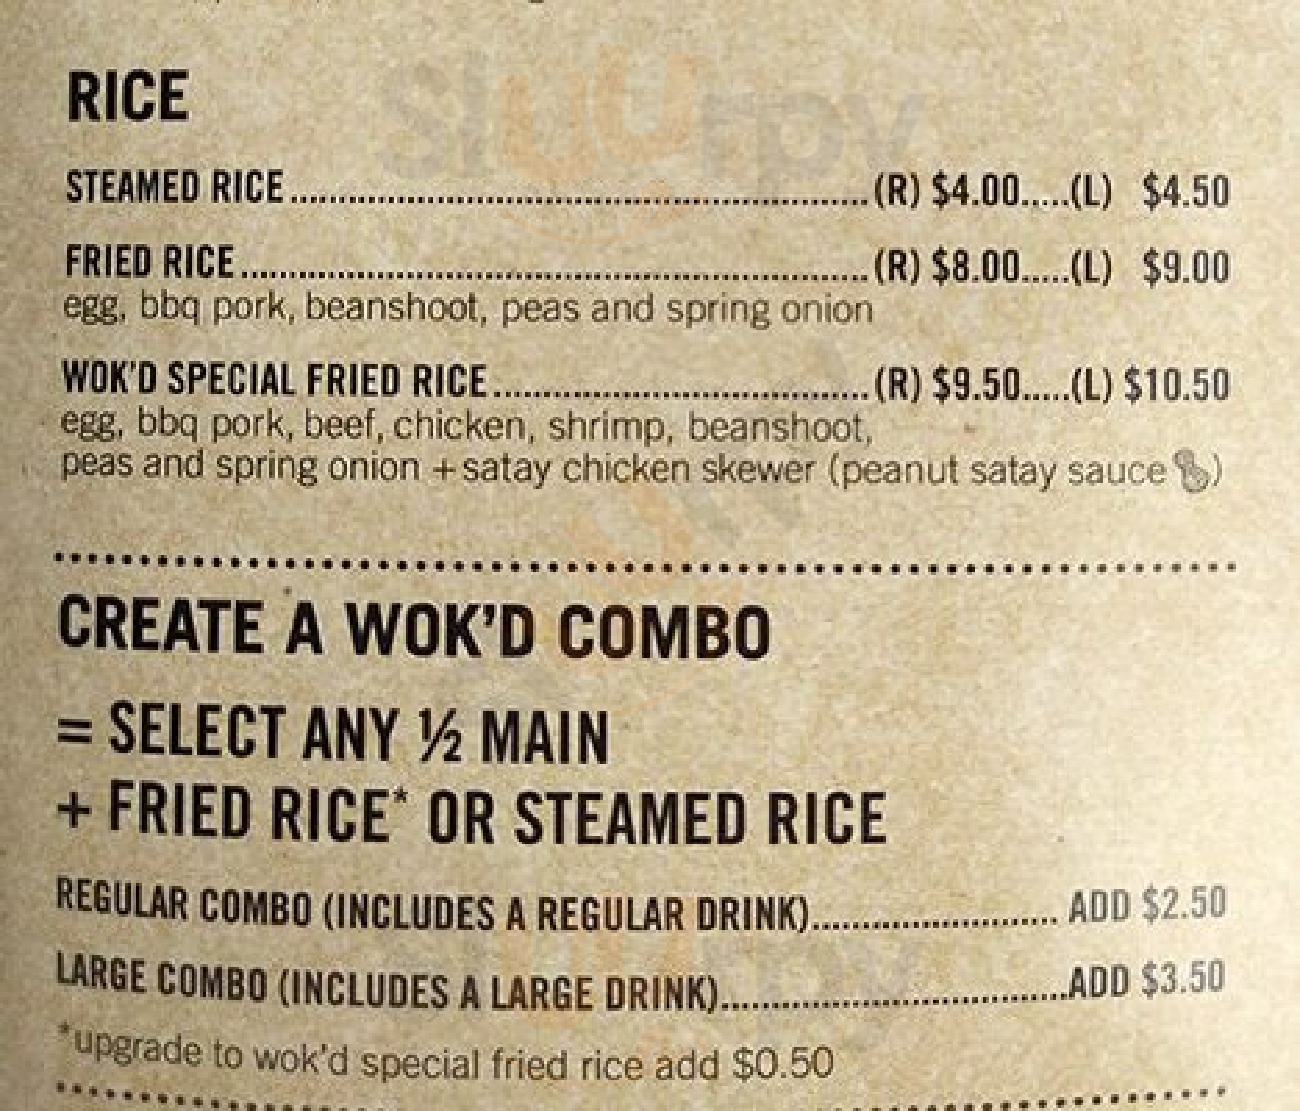 RICE
STEAMED RICE.....(R) $4.00.....(L) $4.50
FRIED RICE.....(R) $8.00.....(L) $9.00
egg, bbq pork, beanshoot, peas and spring onion
WOK'D SPECIAL FRIED RICE.....(R) $9.50.....(L) $10.50
egg, bbq pork, beef, chicken, shrimp, beanshoot,
peas and spring onion + satay chicken skewer (peanut satay sauce )
CREATE A WOK'D COMBO
= SELECT ANY ½ MAIN
+ FRIED RICE* OR STEAMED RICE
REGULAR COMBO (INCLUDES A REGULAR DRINK)..... ADD $2.50
LARGE COMBO (INCLUDES A LARGE DRINK).....ADD $3.50
*upgrade to wok'd special fried rice add $0.50